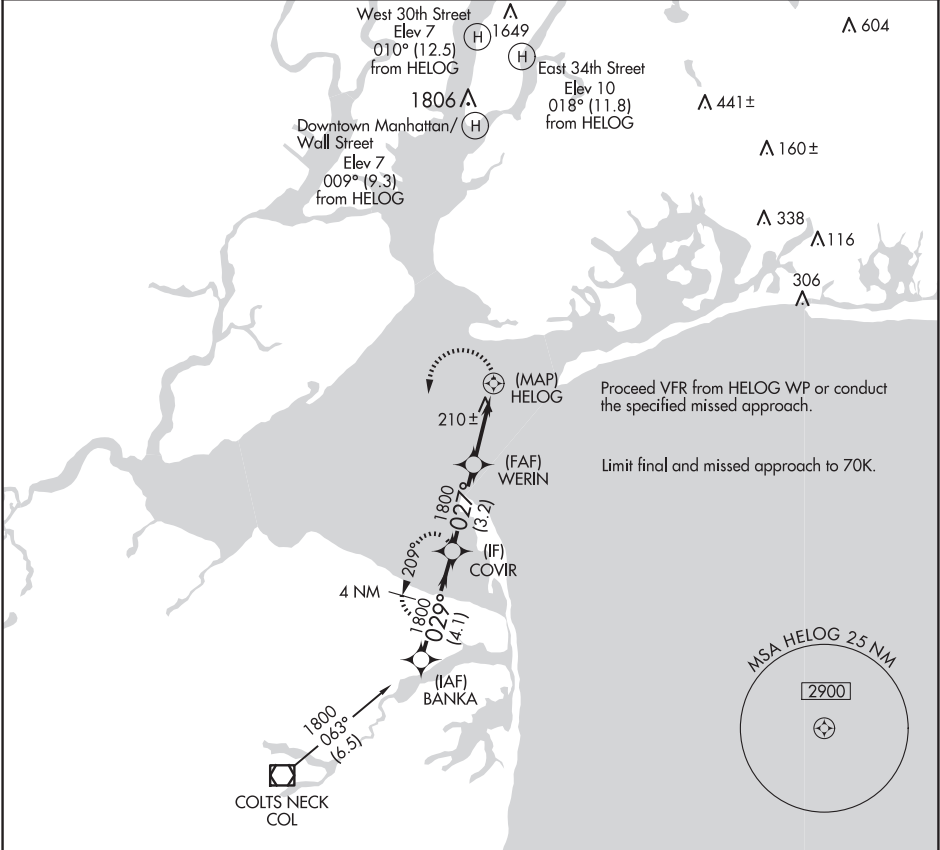 West 30th Street
Elev 7
010° (12.5)
from HELOG
H
1649
604
H
East 34th Street
Elev 10
018° (11.8)
from HELOG
1806
441±
Downtown Manhattan/
Wall Street
H
Elev 7
009° (9.3)
from HELOG
160±
338
116
306
(MAP)
HELOG
Proceed VFR from HELOG WP or conduct
the specified missed approach.
210±
(FAF)
WERIN
Limit final and missed approach to 70K.
1800
027°
(3.2)
209°
(IF)
COVIR
4 NM
1800
029°
(4.1)
(IAF)
BANKA
MSA HELOG 25 NM
2900
1800
063°
(6.5)
COLTS NECK
COL